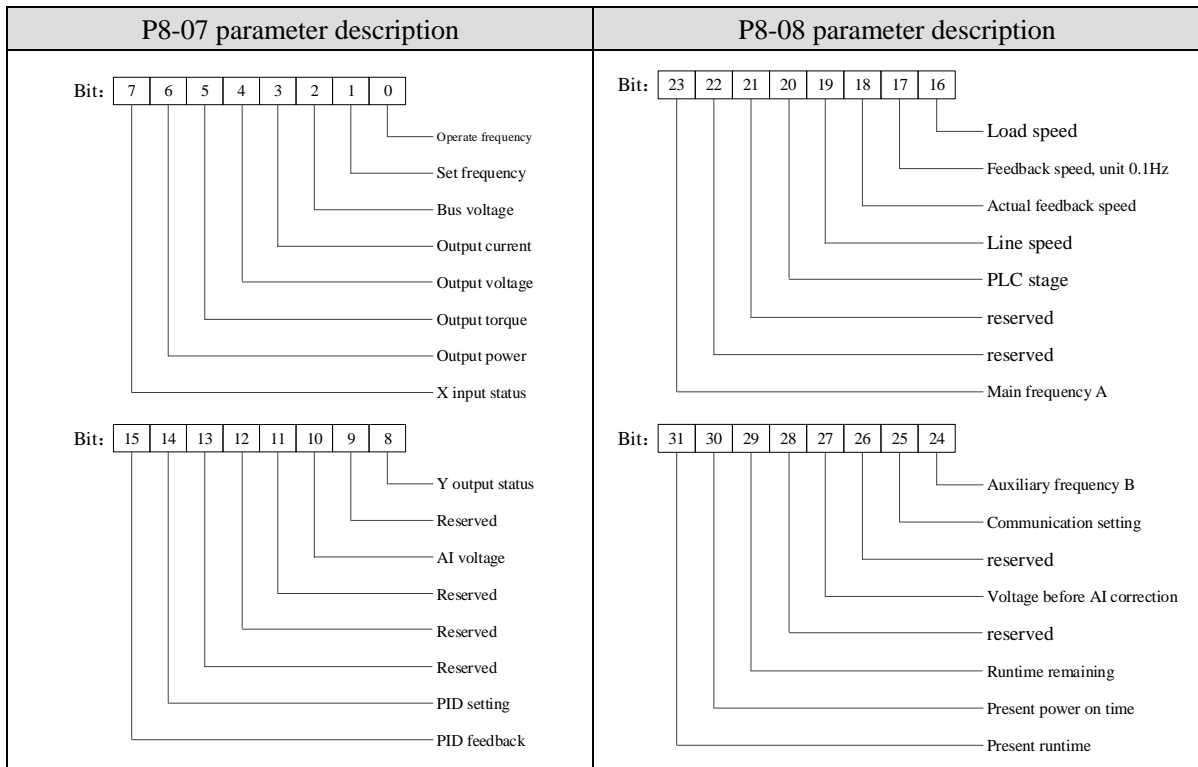 P8-07 parameter description
Bit: 7 6 5 4 3 2 1 0
Operate frequency
Set frequency
Bus voltage
Output current
Output voltage
Output torque
Output power
X input status
Bit: 15 14 13 12 11 10 9 8
Y output status
Reserved
AI voltage
Reserved
Reserved
Reserved
PID setting
PID feedback
P8-08 parameter description
Bit: 23 22 21 20 19 18 17 16
Load speed
Feedback speed, unit 0.1Hz
Actual feedback speed
Line speed
PLC stage
reserved
reserved
Main frequency A
Bit: 31 30 29 28 27 26 25 24
Auxiliary frequency B
Communication setting
reserved
Voltage before AI correction
reserved
Runtime remaining
Present power on time
Present runtime